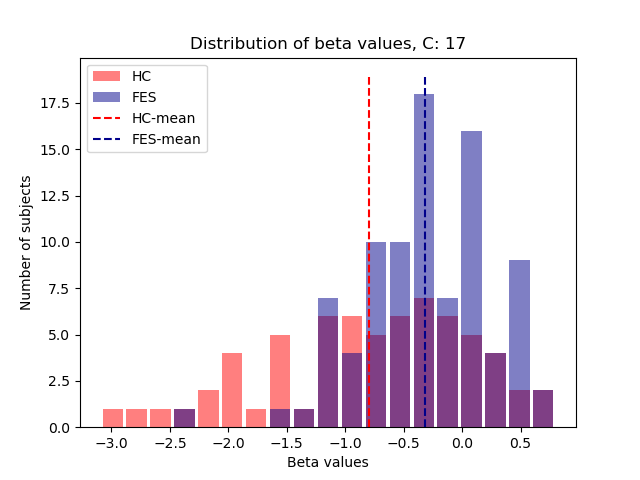 Distribution of beta values, C: 17
HC
FES
HC-mean
FES-mean
Number of subjects
17.5
15.0
12.5
10.0
7.5
5.0
2.5
0.0
−3.0 −2.5 −2.0 −1.5 −1.0 −0.5 0.0 0.5
Beta values